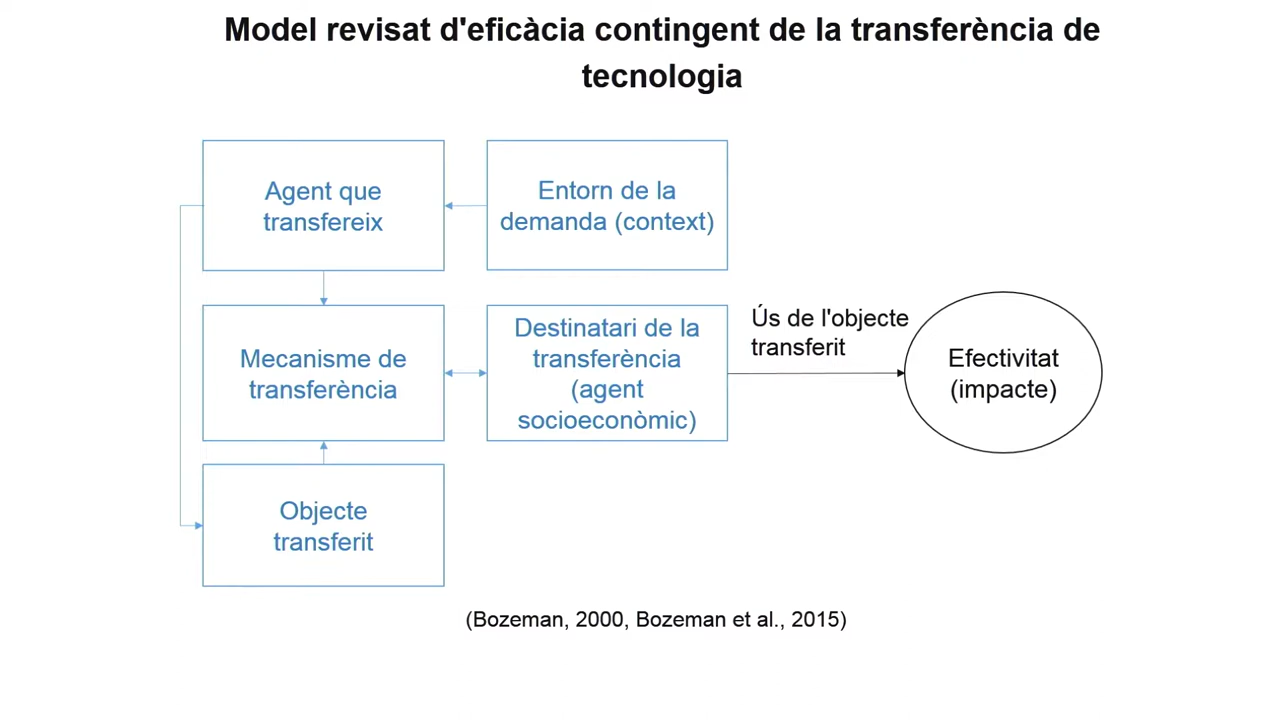 Model revisat d'eficàcia contingent de la transferència de
tecnologia
Agent que
transfereix
Entorn de la
demanda (context)
Mecanisme de
transferència
Destinatari de la
transferència
(agent
socioeconòmic)
Ús de l'objecte
transferit
Efectivitat
(impacte)
Objecte
transferit
(Bozeman, 2000, Bozeman et al., 2015)